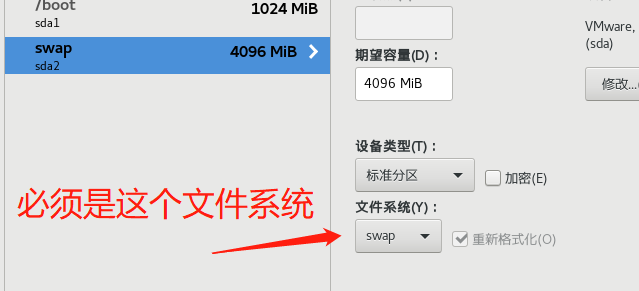 /boot
1024 MiB
sda1
swap
4096 MiB
sda2
VMware,
(sda)
期望容量(D)：
4096 MiB
修改...(
设备类型(T)：
标准分区
加密(E)
必须是这个文件系统
文件系统(Y)：
swap
重新格式化(O)